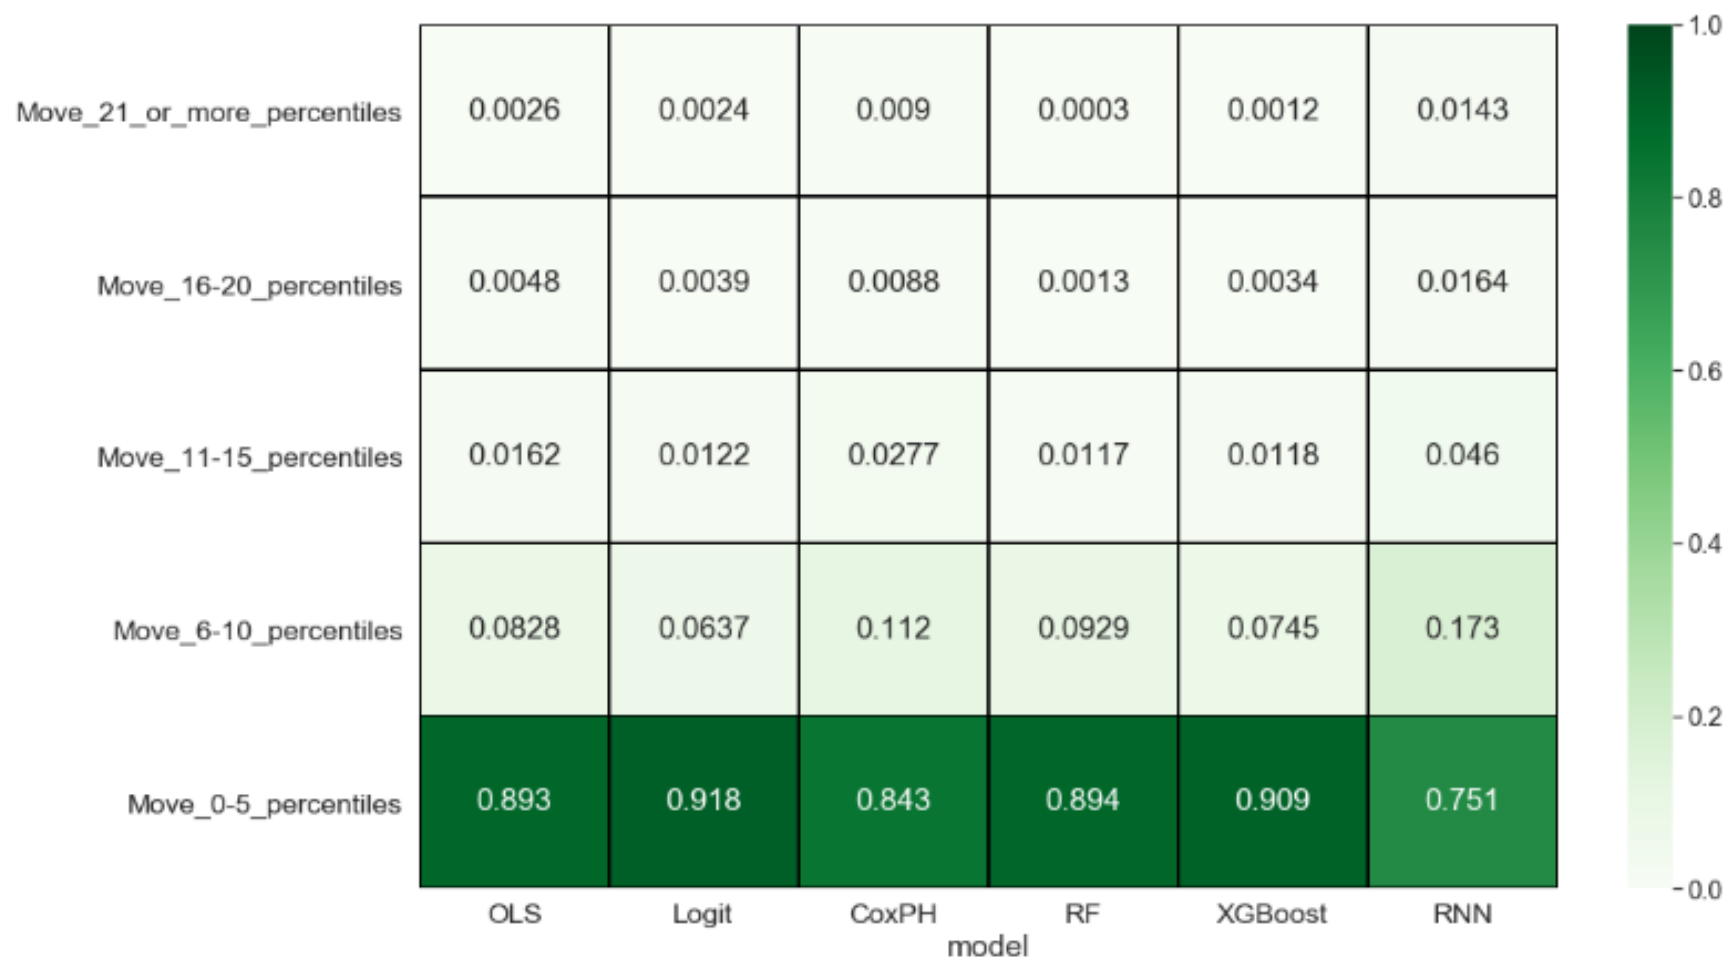 1.0
Move_21_or_more_percentiles 0.0026 0.0024 0.009 0.0003 0.0012 0.0143
0.8
Move_16-20_percentiles 0.0048 0.0039 0.0088 0.0013 0.0034 0.0164
0.6
Move_11-15_percentiles 0.0162 0.0122 0.0277 0.0117 0.0118 0.046
0.4
Move_6-10_percentiles 0.0828 0.0637 0.112 0.0929 0.0745 0.173
0.2
Move_0-5_percentiles 0.893 0.918 0.843 0.894 0.909 0.751
0.0
OLS Logit CoxPH RF XGBoost RNN
model